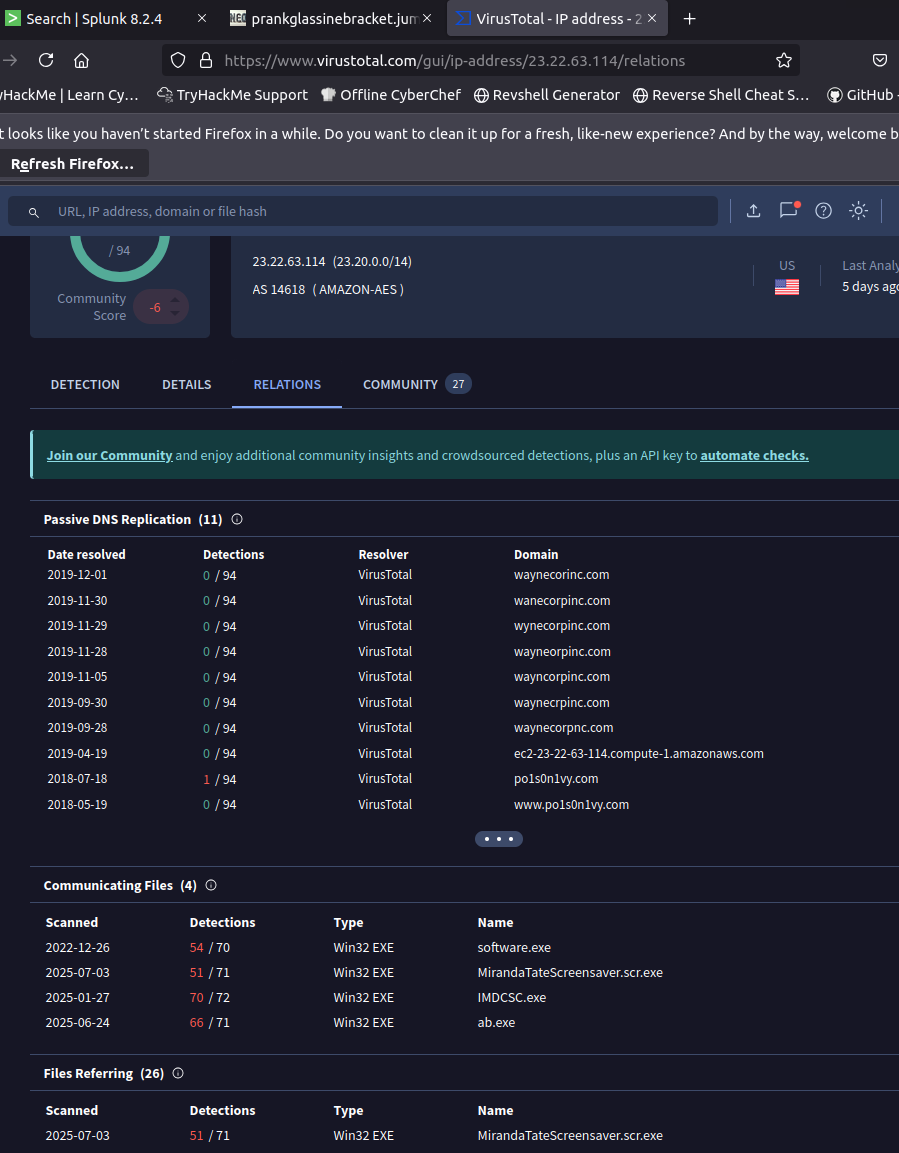 Search | Splunk 8.2.4
prankglassinebracket.jum
VirusTotal - IP address - 2
https://www.virustotal.com/gui/ip-address/23.22.63.114/relations
yHackMe | Learn Cy…
TryHackMe Support
Offline CyberChef
Revshell Generator
Reverse Shell Cheat S…
GitHub
t looks like you haven't started Firefox in a while. Do you want to clean it up for a fresh, like-new experience? And by the way, welcome b
Refresh Firefox…
URL, IP address, domain or file hash
/ 94
Community Score
-6
23.22.63.114 (23.20.0.0/14)
AS 14618 ( AMAZON-AES )
US
Last Analy
5 days ago
DETECTION
DETAILS
RELATIONS
COMMUNITY 27
Join our Community and enjoy additional community insights and crowdsourced detections, plus an API key to automate checks.
Passive DNS Replication (11)
Date resolved Detections Resolver Domain
2019-12-01 0 / 94 VirusTotal waynecorinc.com
2019-11-30 0 / 94 VirusTotal wanecorpinc.com
2019-11-29 0 / 94 VirusTotal wynecorpinc.com
2019-11-28 0 / 94 VirusTotal wayneorpinc.com
2019-11-05 0 / 94 VirusTotal wayncorpinc.com
2019-09-30 0 / 94 VirusTotal waynecrpinc.com
2019-09-28 0 / 94 VirusTotal waynecorpnc.com
2019-04-19 0 / 94 VirusTotal ec2-23-22-63-114.compute-1.amazonaws.com
2018-07-18 1 / 94 VirusTotal po1s0n1vy.com
2018-05-19 0 / 94 VirusTotal www.po1s0n1vy.com
Communicating Files (4)
Scanned Detections Type Name
2022-12-26 54 / 70 Win32 EXE software.exe
2025-07-03 51 / 71 Win32 EXE MirandaTateScreensaver.scr.exe
2025-01-27 70 / 72 Win32 EXE IMDCSC.exe
2025-06-24 66 / 71 Win32 EXE ab.exe
Files Referring (26)
Scanned Detections Type Name
2025-07-03 51 / 71 Win32 EXE MirandaTateScreensaver.scr.exe